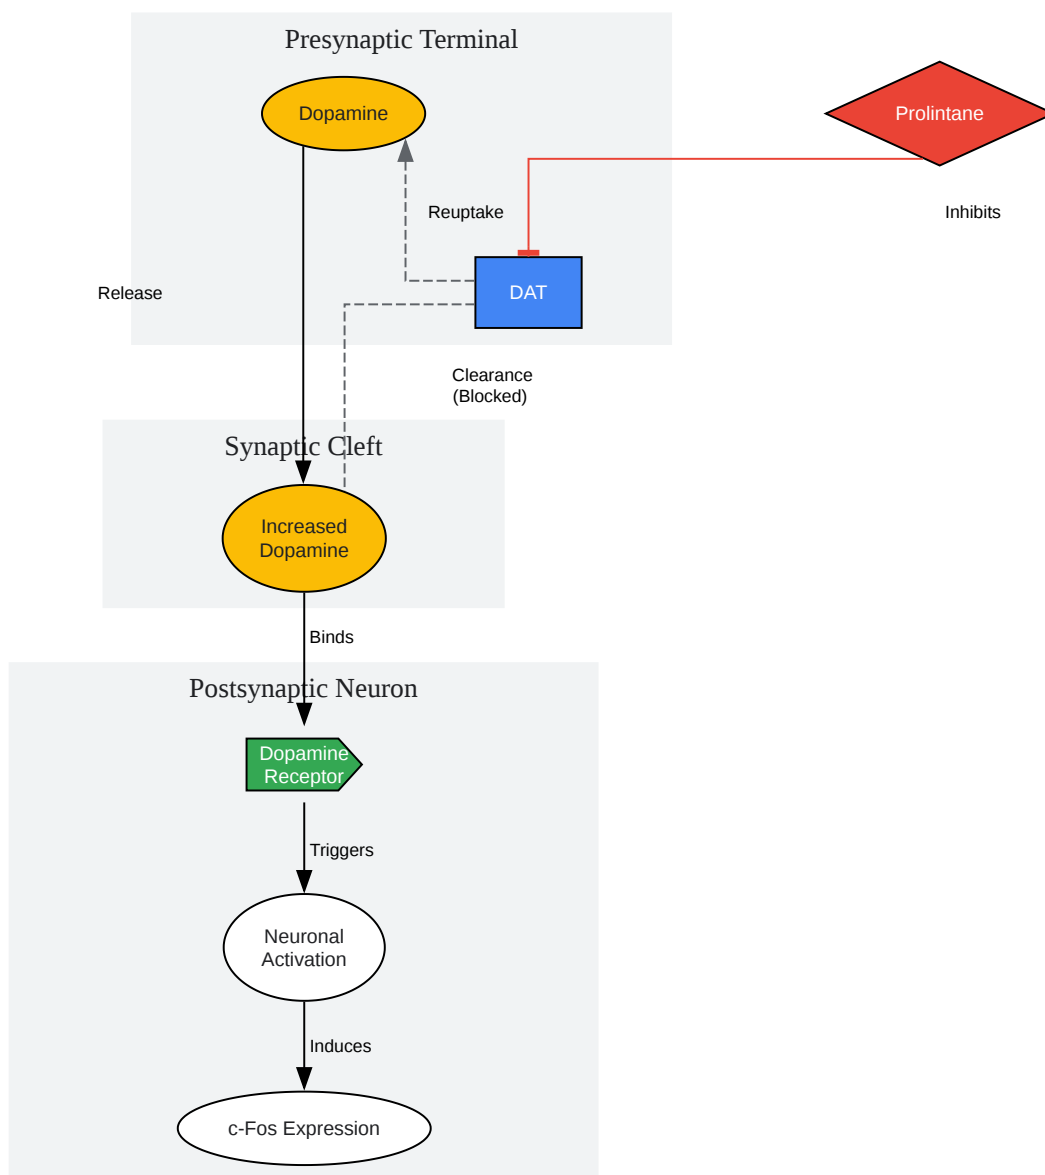 Presynaptic Terminal
Dopamine
Prolintane
Reuptake
Inhibits
Release
DAT
Clearance
(Blocked)
Synaptic Cleft
Increased
Dopamine
Binds
Postsynaptic Neuron
Dopamine
Receptor
Triggers
Neuronal
Activation
Induces
c-Fos Expression